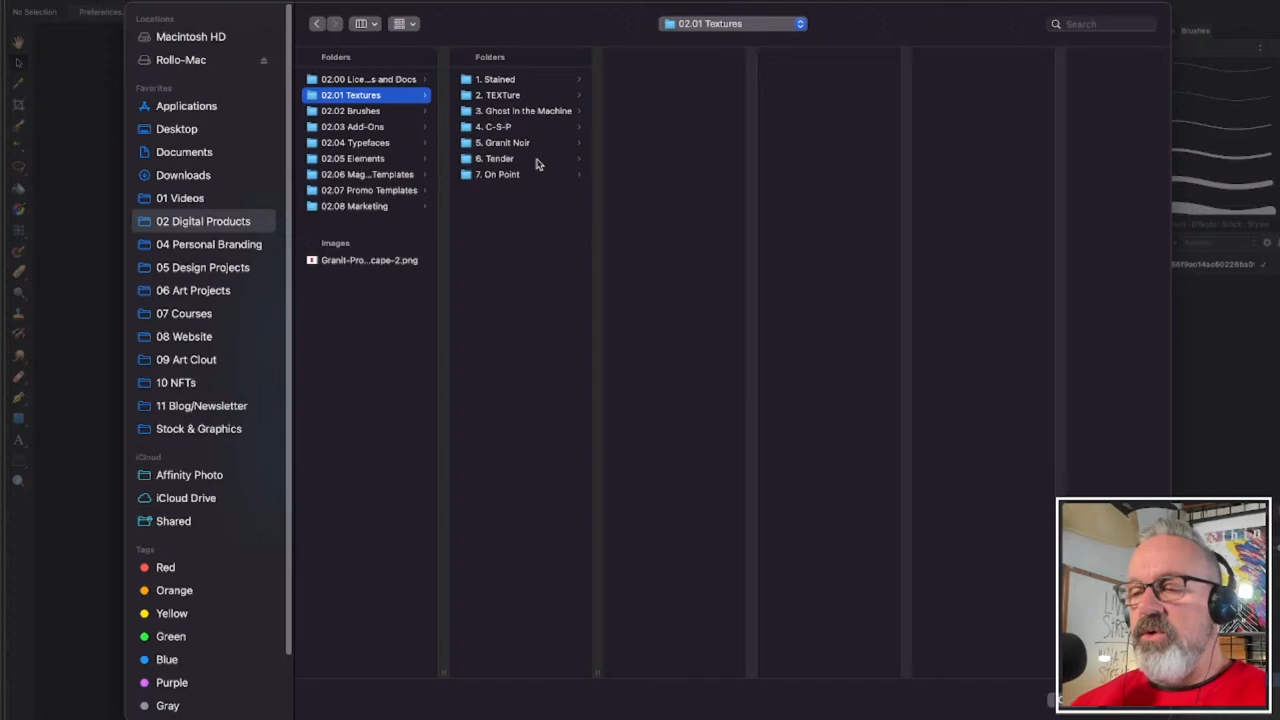 No Selection
Preferences...
Locations
Macintosh HD
Rollo-Mac
Favorites
Applications
Desktop
Documents
Downloads
01 Videos
02 Digital Products
04 Personal Branding
05 Design Projects
06 Art Projects
07 Courses
08 Website
09 Art Clout
10 NFTs
11 Blog/Newsletter
Stock & Graphics
iCloud
Affinity Photo
iCloud Drive
Shared
Tags
Red
Orange
Yellow
Green
Blue
Purple
Gray
02.01 Textures
Search
Folders
02.00 Lice...s and Docs
02.01 Textures
02.02 Brushes
02.03 Add-Ons
02.04 Typefaces
02.05 Elements
02.06 Mag...Templates
02.07 Promo Templates
02.08 Marketing
Images
Granit-Pro...cape-2.png
Folders
1. Stained
2. TEXTure
3. Ghost in the Machine
4. C-S-P
5. Granit Noir
6. Tender
7. On Point
Brushes
Effects Stock Styles